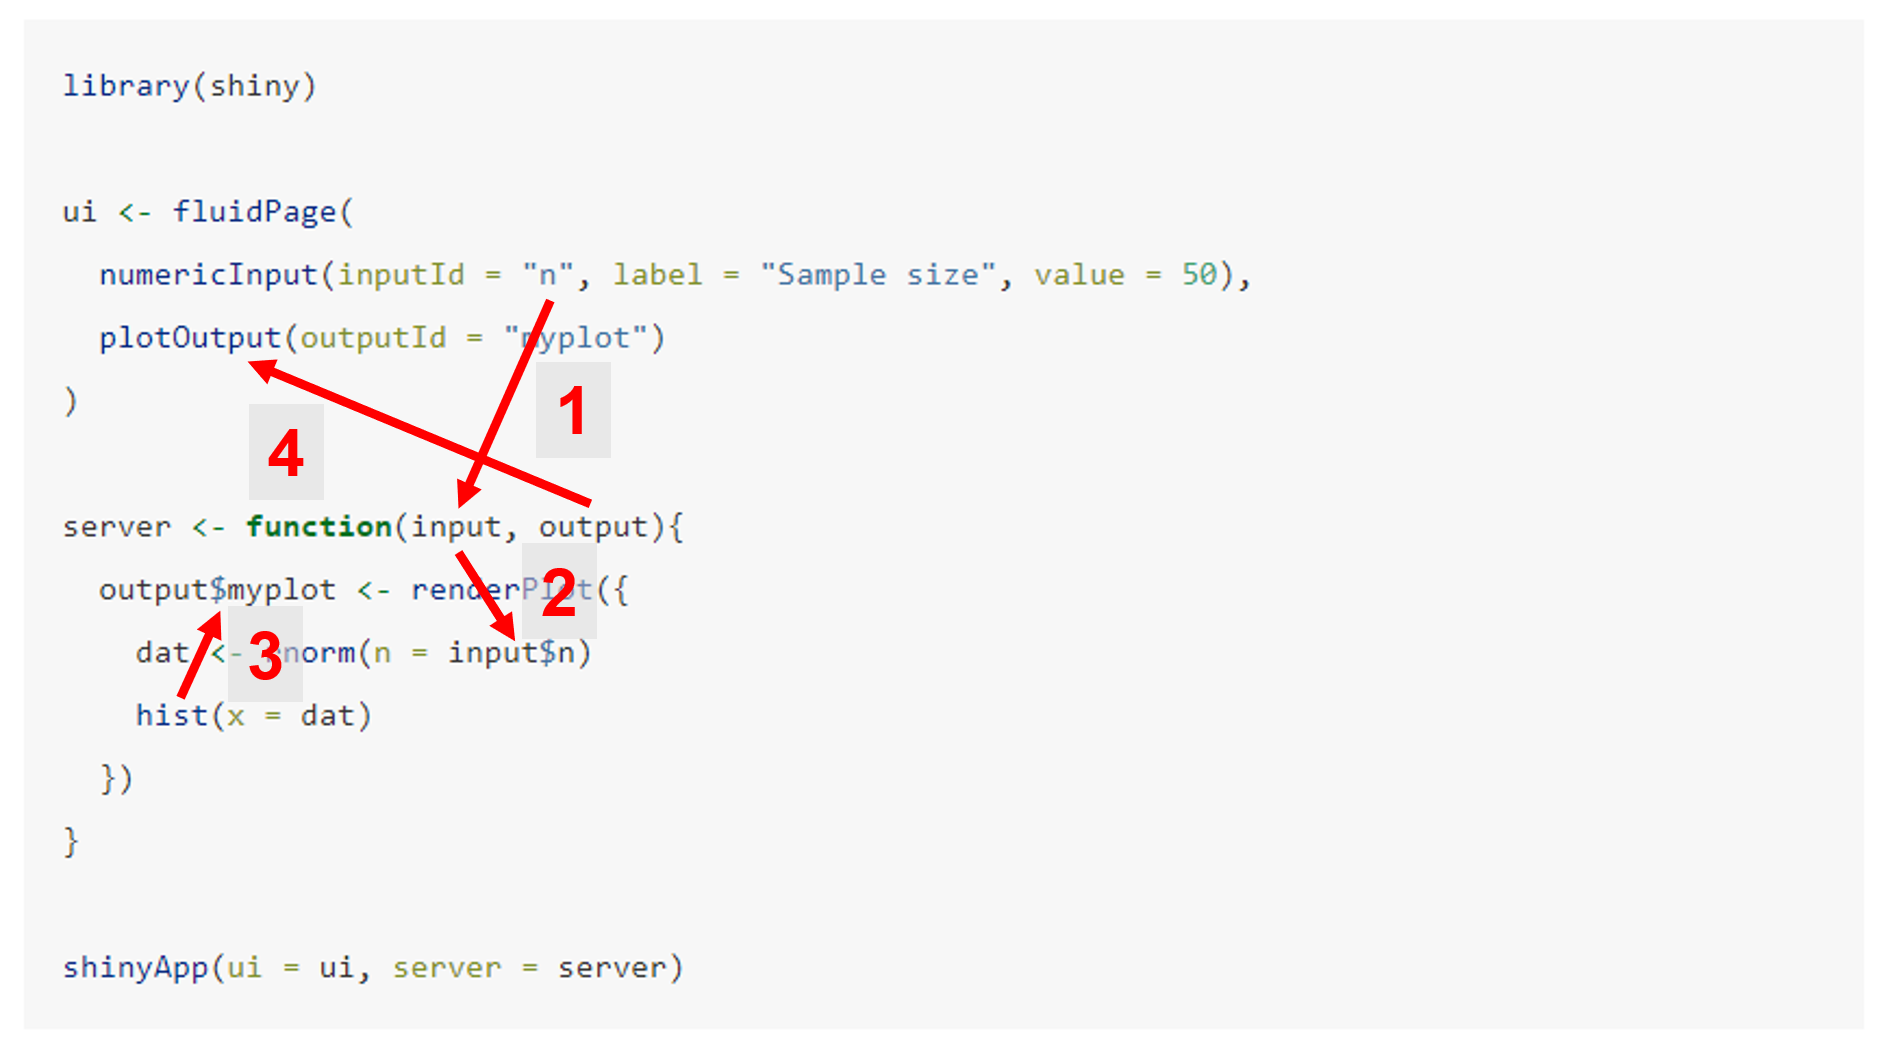 library(shiny)
ui <- fluidPage(
numericInput(inputId = "n", label = "Sample size", value = 50),
plotOutput(outputId = "myplot")
1
)
4
server <- function(input, output){
output$myplot <- renderPlot({
2
dat <- rnorm(n = input$n)
3
hist(x = dat)
})
}
shinyApp(ui = ui, server = server)